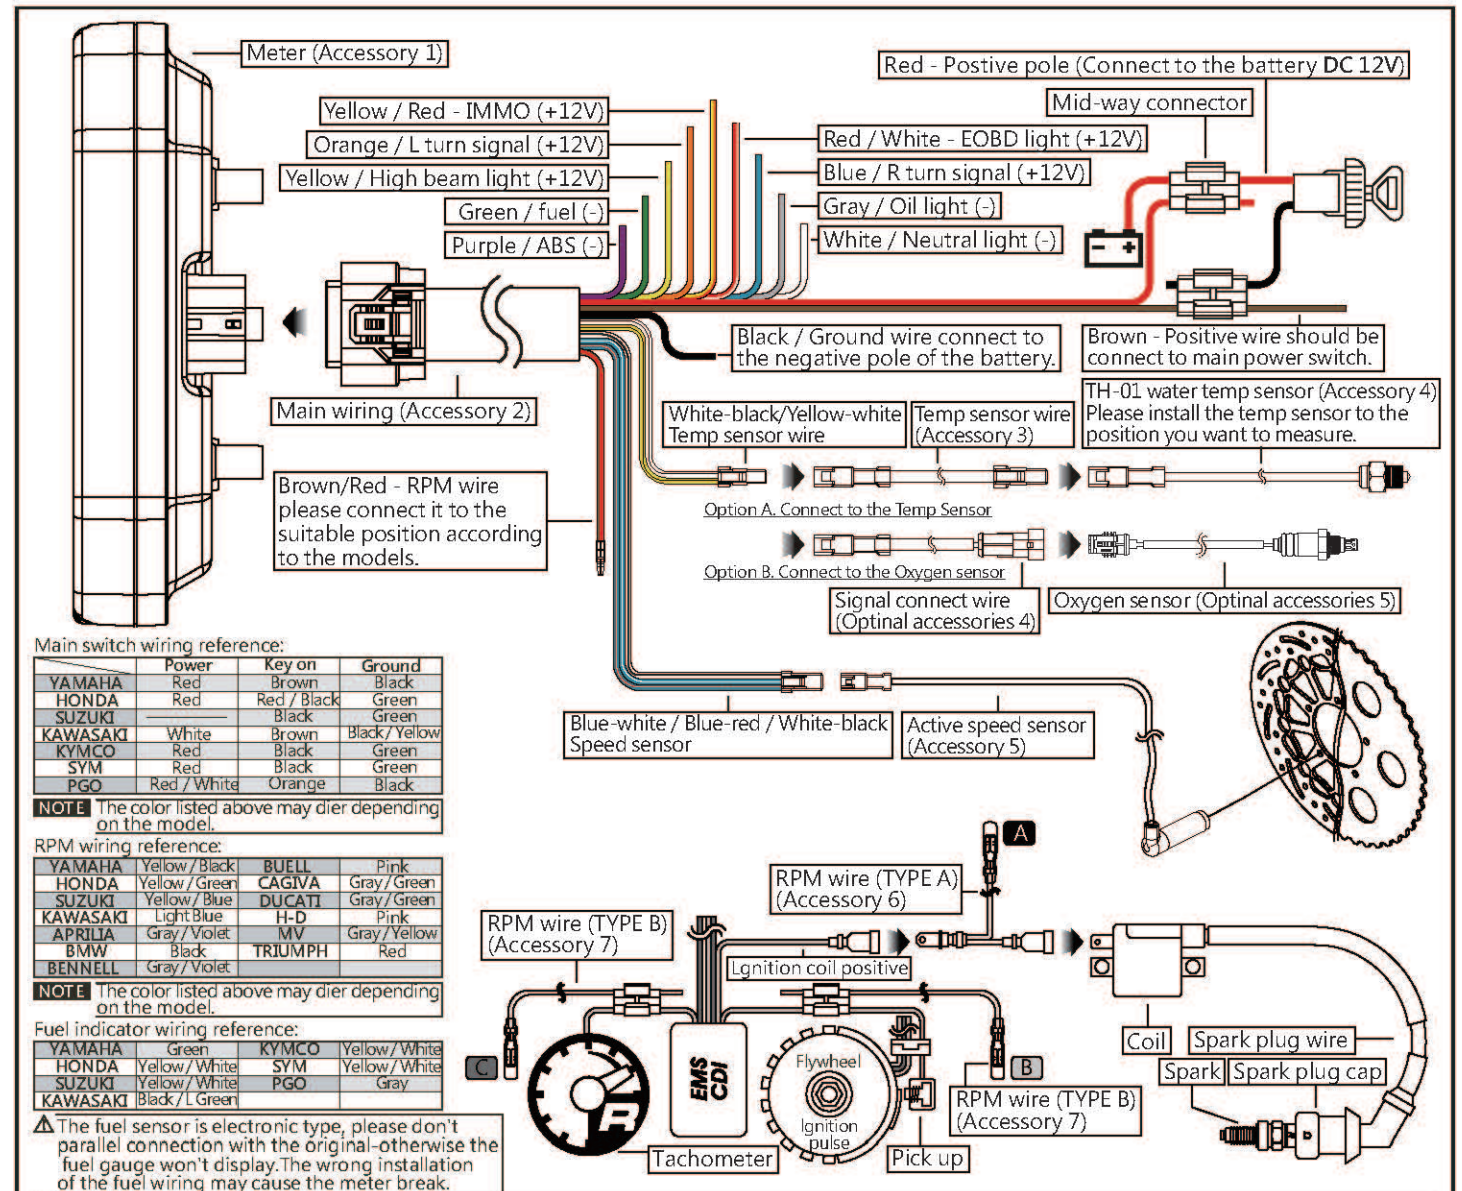 Meter (Accessory 1)
Red - Postive pole (Connect to the battery DC 12V)
Mid-way connector
Yellow / Red - IMMO (+12V)
Orange / L turn signal (+12V)
Yellow / High beam light (+12V)
Green / fuel (-)
Purple / ABS (-)
Red / White - EOBD light (+12V)
Blue / R turn signal (+12V)
Gray / Oil light (-)
White / Neutral light (-)
Black / Ground wire connect to
the negative pole of the battery.
Brown - Positive wire should be
connect to main power switch.
Main wiring (Accessory 2)
White-black/Yellow-white
Temp sensor wire
Temp sensor wire
(Accessory 3)
TH-01 water temp sensor (Accessory 4)
Please install the temp sensor to the
position you want to measure.
Brown/Red - RPM wire
please connect it to the
suitable position according
to the models.
Option A. Connect to the Temp Sensor
Option B. Connect to the Oxygen sensor
Signal connect wire
(Optinal accessories 4)
Oxygen sensor (Optinal accessories 5)
Blue-white / Blue-red / White-black
Speed sensor
Active speed sensor
(Accessory 5)
Main switch wiring reference:
Power Key on Ground
YAMAHA Red Brown Black
HONDA Red Red / Black Green
SUZUKI Black Green
KAWASAKI White Brown Black/Yellow
KYMCO Red Black Green
SYM Red Black Green
PGO Red / White Orange Black
NOTE The color listed above may dier depending
on the model.
RPM wiring reference:
YAMAHA Yellow/Black BUELL Pink
HONDA Yellow/Green CAGIVA Gray/Green
SUZUKI Yellow/Blue DUCATI Gray/Green
KAWASAKI Light Blue H-D Pink
APRILIA Gray/Violet MV Gray/Yellow
BMW Black TRIUMPH Red
BENNELL Gray/Violet
NOTE The color listed above may dier depending
on the model.
Fuel indicator wiring reference:
YAMAHA Green KYMCO Yellow/White
HONDA Yellow/White SYM Yellow/White
SUZUKI Yellow/White PGO Gray
KAWASAKI Black/L Green
The fuel sensor is electronic type, please don't
parallel connection with the original-otherwise the
fuel gauge won't display.The wrong installation
of the fuel wiring may cause the meter break.
A
RPM wire (TYPE A)
(Accessory 6)
RPM wire (TYPE B)
(Accessory 7)
Lgnition coil positive
C
EMS
CDI
Flywheel
Ignition
pulse
B
RPM wire (TYPE B)
(Accessory 7)
Tachometer
Pick up
Coil
Spark plug wire
Spark
Spark plug cap